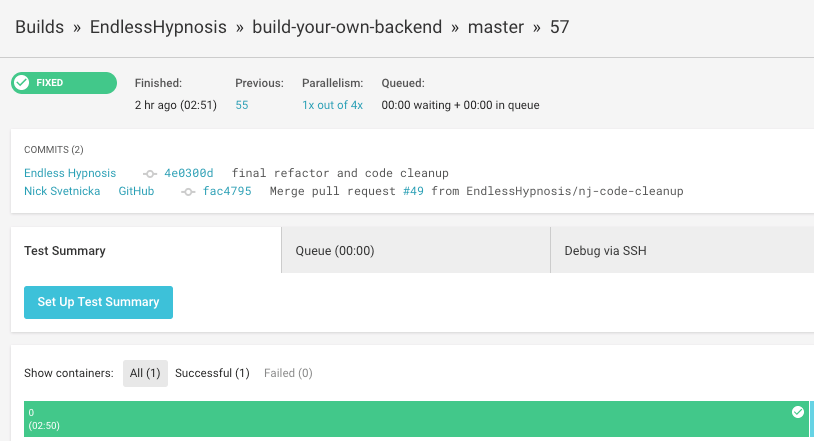 Builds » EndlessHypnosis » build-your-own-backend » master » 57
FIXED
Finished: Previous: Parallelism: Queued:
2 hr ago (02:51) 55 1x out of 4x 00:00 waiting + 00:00 in queue
COMMITS (2)
Endless Hypnosis 4e0300d final refactor and code cleanup
Nick Svetnicka GitHub fac4795 Merge pull request #49 from EndlessHypnosis/nj-code-cleanup
Test Summary Queue (00:00) Debug via SSH
Set Up Test Summary
Show containers: All (1) Successful (1) Failed (0)
0
(02:50)